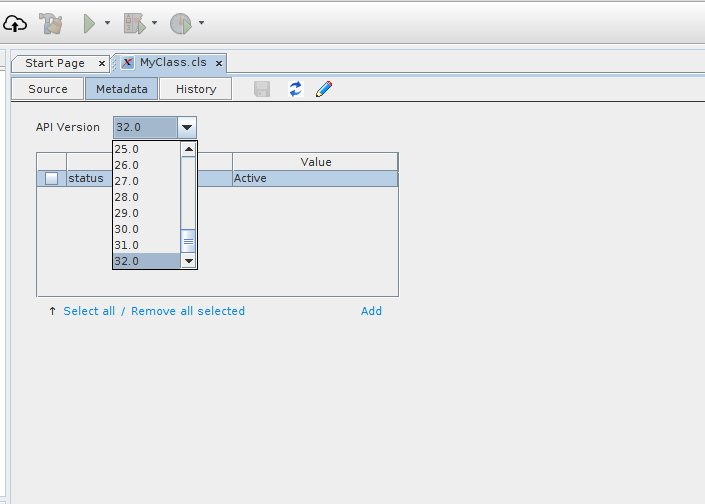 Start Page x MyClass.cls x
Source Metadata History
API Version 32.0
25.0
26.0
27.0
28.0
29.0
30.0
31.0
32.0
Value
status Active
↑ Select all / Remove all selected Add